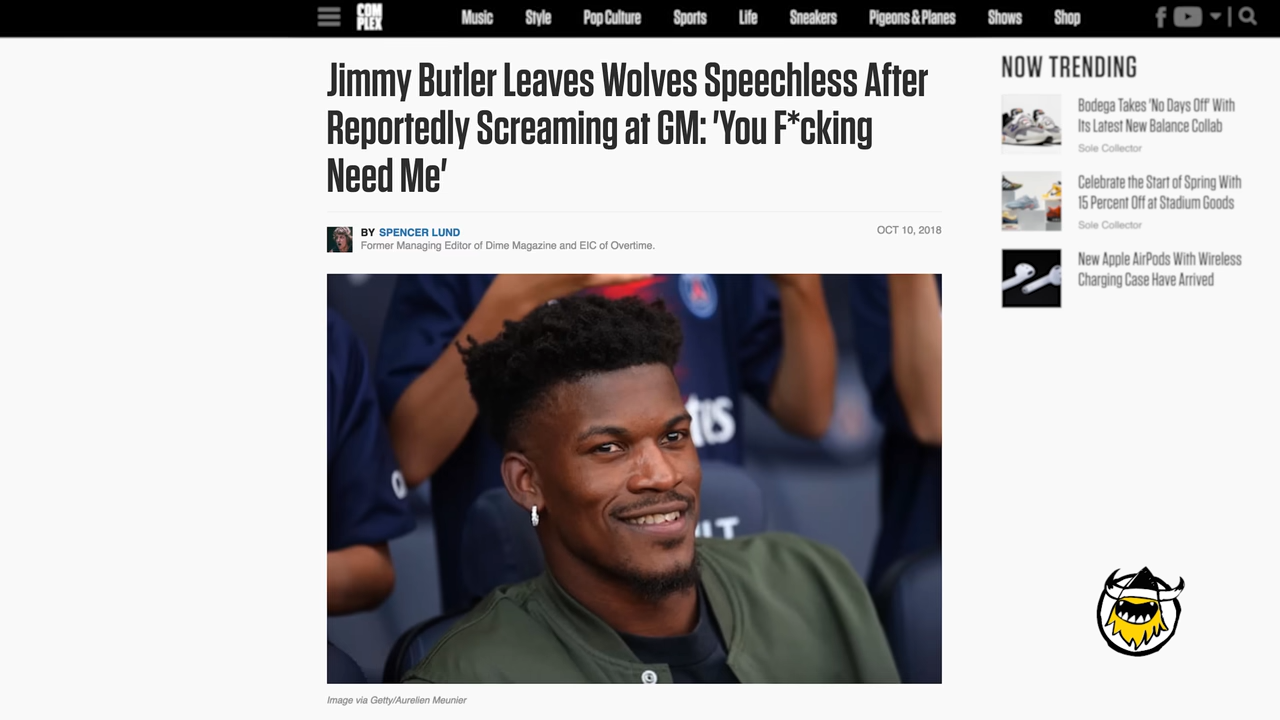 COM
PLEX
Music Style Pop Culture Sports Life Sneakers Pigeons & Planes Shows Shop
Jimmy Butler Leaves Wolves Speechless After
Reportedly Screaming at GM: 'You F*cking
Need Me'
BY SPENCER LUND
Former Managing Editor of Dime Magazine and EIC of Overtime.
OCT 10, 2018
Image via Getty/Aurelien Meunier
NOW TRENDING
Bodega Takes 'No Days Off' With
Its Latest New Balance Collab
Sole Collector
Celebrate the Start of Spring With
15 Percent Off at Stadium Goods
Sole Collector
New Apple AirPods With Wireless
Charging Case Have Arrived